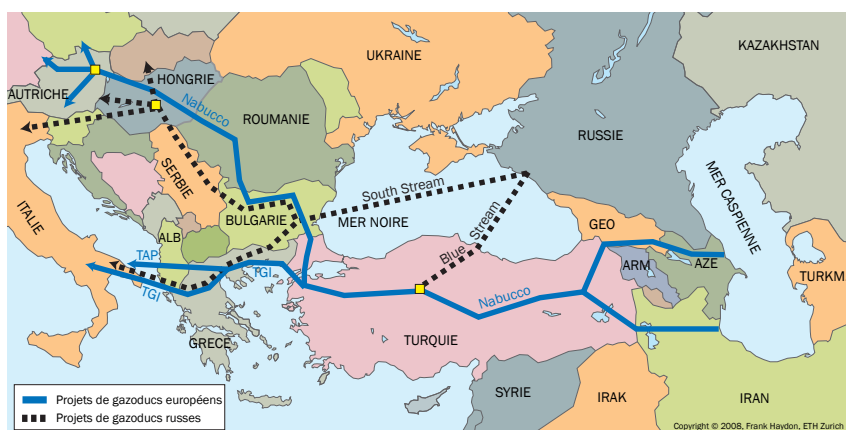 KAZAKHSTAN
UKRAINE
HONGRIE
AUTRICHE
Nabucco
ROUMANIE
RUSSIE
SERBIE
MER CASPIENNE
South Stream
ITALIE
BULGARIE
MER NOIRE
GEO
ALB
Blue Stream
TAP
ARM
AZE
TGI
TURKM
TGI
Nabucco
GRECE
TURQUIE
SYRIE
IRAK
IRAN
Projets de gazoducs européens
Projets de gazoducs russes
Copyright © 2008, Frank Haydon, ETH Zurich